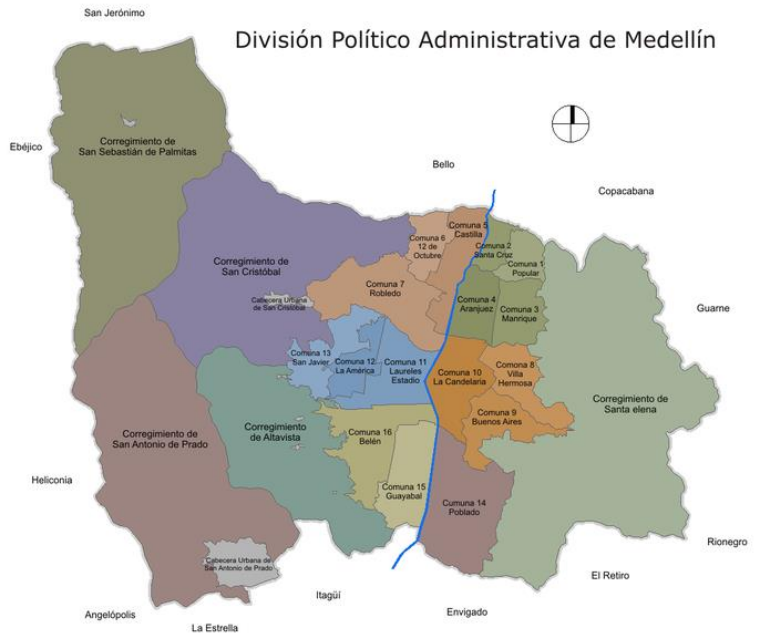 San Jerónimo
División Político Administrativa de Medellín
Ebéjico
Corregimiento de
San Sebastián de Palmitas
Bello
Copacabana
Corregimiento de
San Cristóbal
Cabecera Urbana
de San Cristóbal
Comuna 6
12 de
Octubre
Comuna 5
Castilla
Comuna 2
Santa Cruz
Comuna 1
Popular
Comuna 7
Robledo
Comuna 4
Aranjuez
Comuna 3
Manrique
Guarne
Comuna 13
San Javier
Comuna 12
La América
Comuna 11
Laureles
Estadio
Comuna 10
La Candelaria
Comuna 8
Villa
Hermosa
Comuna 9
Buenos Aires
Corregimiento de
Santa elena
Corregimiento de
San Antonio de Prado
Corregimiento
de Altavista
Comuna 16
Belén
Comuna 15
Guayabal
Cumuna 14
Poblado
Heliconia
Cabecera Urbana de
San Antonio de Prado
Rionegro
El Retiro
Itagüí
Envigado
Angelópolis
La Estrella